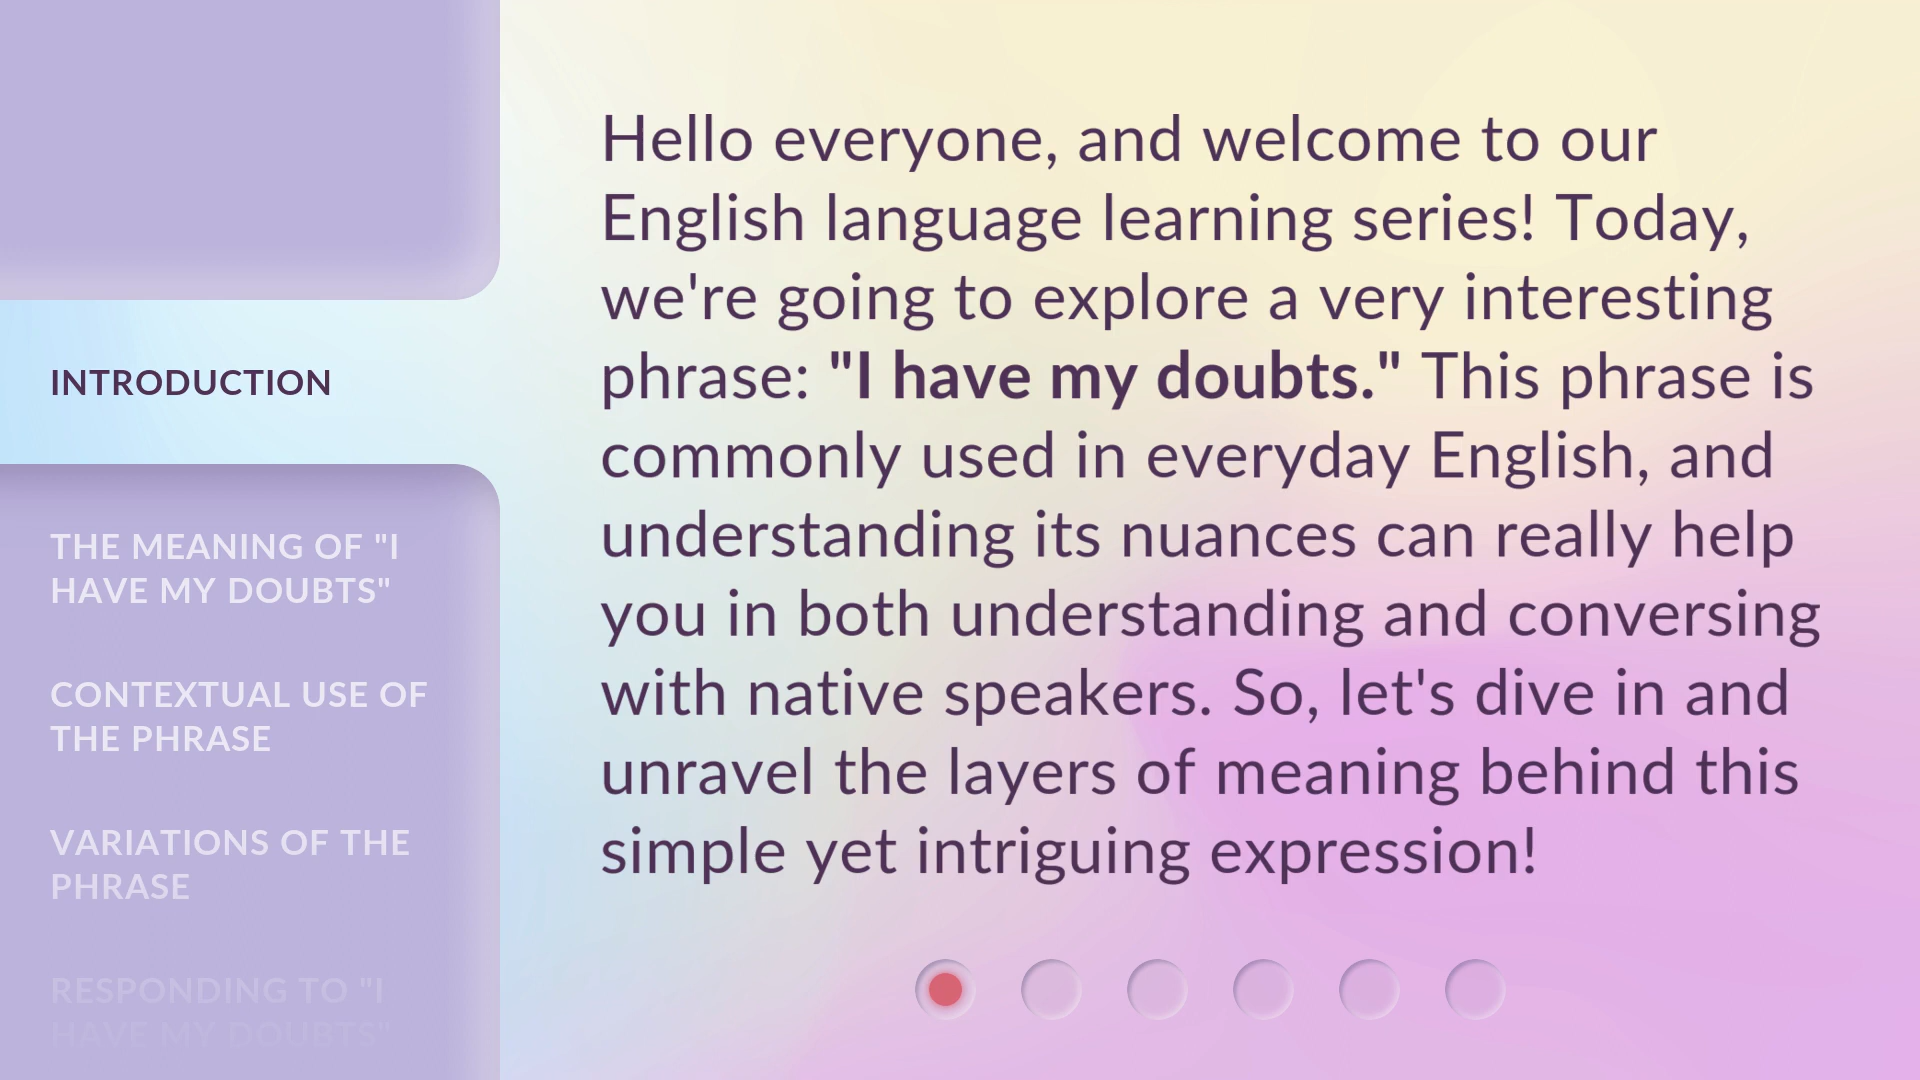 INTRODUCTION
THE MEANING OF "I
HAVE MY DOUBTS"
CONTEXTUAL USE OF
THE PHRASE
VARIATIONS OF THE
PHRASE
RESPONDING TO "I
HAVE MY DOUBTS"
Hello everyone, and welcome to our
English language learning series! Today,
we're going to explore a very interesting
phrase: "I have my doubts." This phrase is
commonly used in everyday English, and
understanding its nuances can really help
you in both understanding and conversing
with native speakers. So, let's dive in and
unravel the layers of meaning behind this
simple yet intriguing expression!